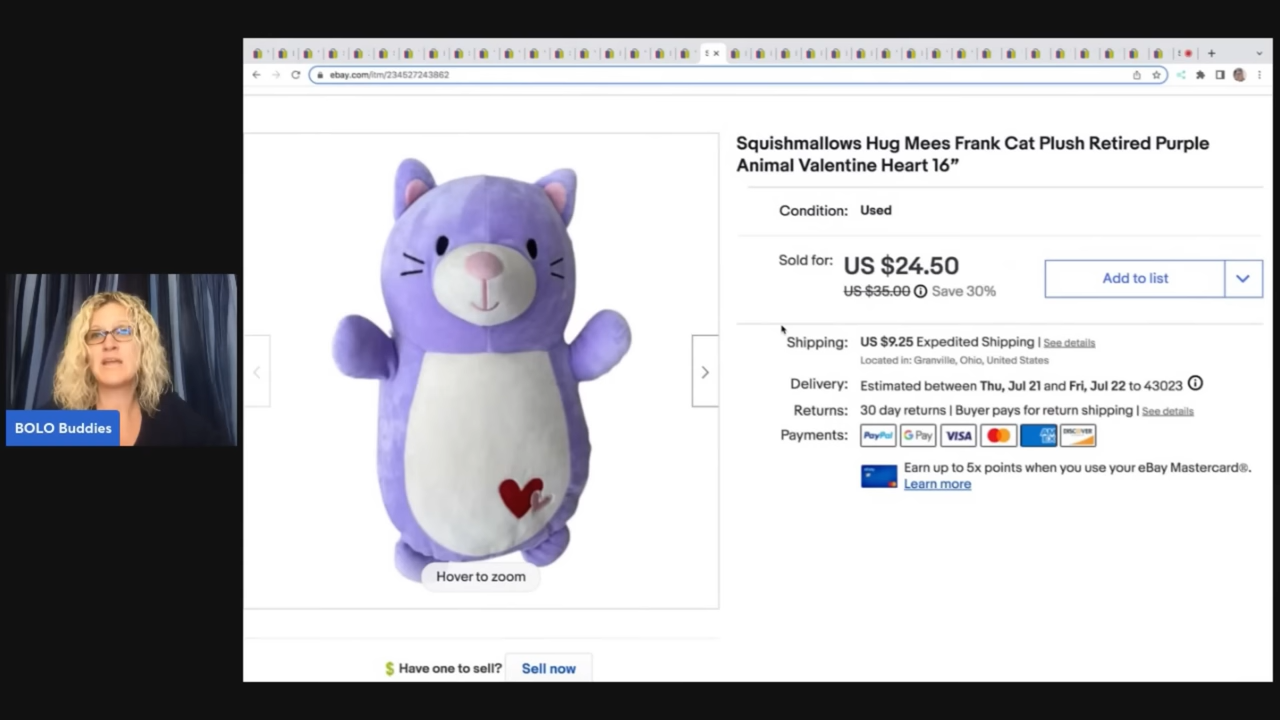 ebay.com/itm/234527243862
Squishmallows Hug Mees Frank Cat Plush Retired Purple
Animal Valentine Heart 16”
Condition: Used
Sold for: US $24.50
US $35.00 Save 30%
Add to list
Shipping: US $9.25 Expedited Shipping | See details
Located in: Granville, Ohio, United States
Delivery: Estimated between Thu, Jul 21 and Fri, Jul 22 to 43023
Returns: 30 day returns | Buyer pays for return shipping | See details
Payments: PayPal G Pay VISA DISCOVER
Earn up to 5x points when you use your eBay Mastercard®.
Learn more
BOLO Buddies
Hover to zoom
$ Have one to sell? Sell now